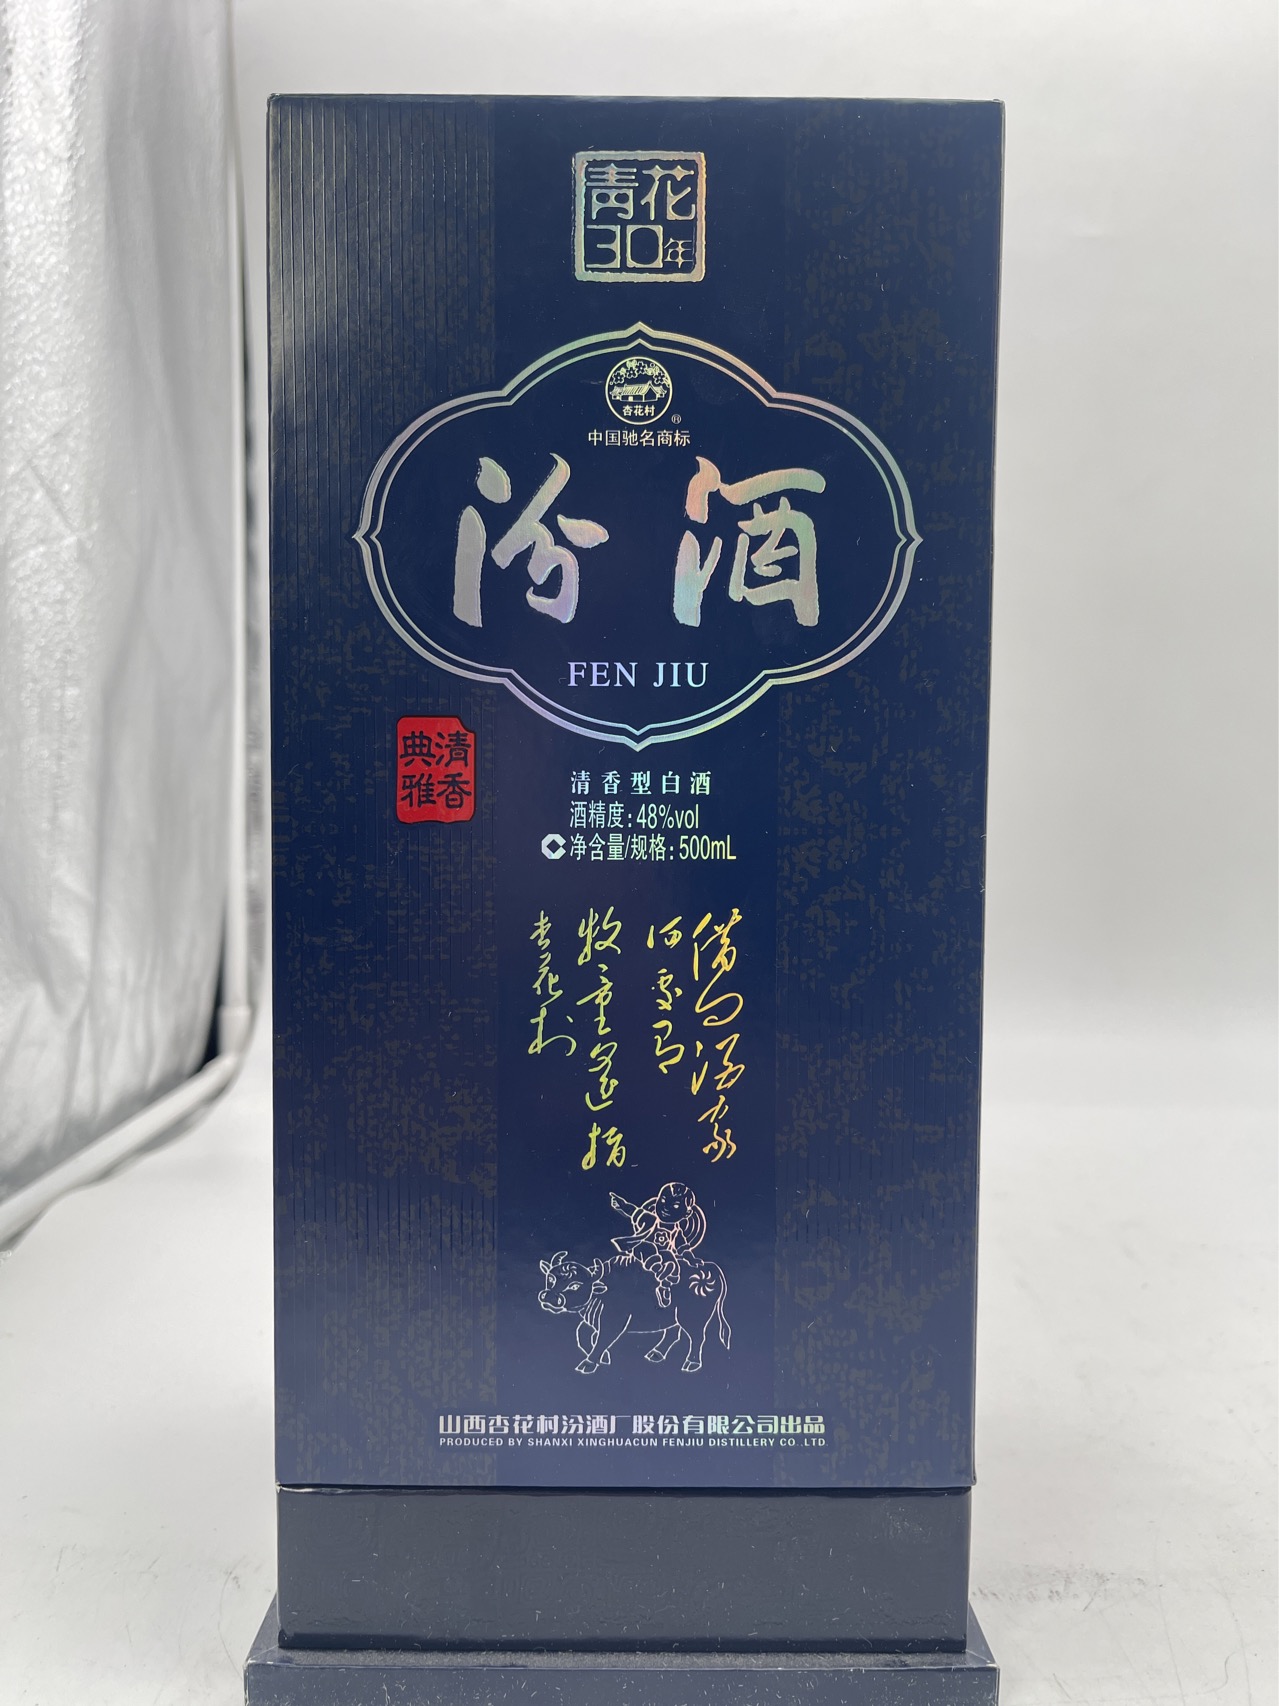 青花
30年
杏花村
®
中国驰名商标
汾酒
FEN JIU
清香
典雅
清香型白酒
酒精度:48%vol
净含量/规格:500mL
借问酒家
何处有
牧童遥指
杏花村
山西杏花村汾酒厂股份有限公司出品
PRODUCED BY SHANXI XINGHUACUN FENJIU DISTILLERY CO.,LTD.